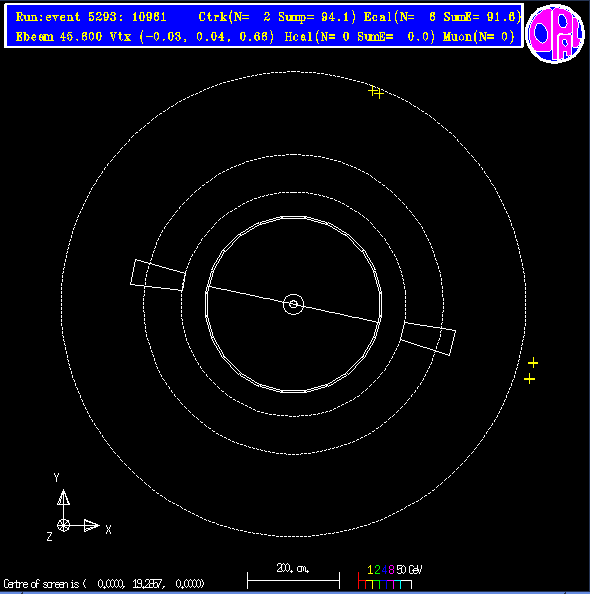 Run:event 5293: 10961 Ctrk(N= 2 Sump= 94.1) Ecal(N= 6 SumE= 91.6)
Ebeam 45.600 Vtx (-0.03, 0.04, 0.66) Hcal(N= 0 SumE= 0.0) Muon(N= 0)
OPAL
Y
X
Z
200. cm.
1 2 4 8 50 GeV
Centre of screen is ( 0.0000, 19.2857, 0.0000)